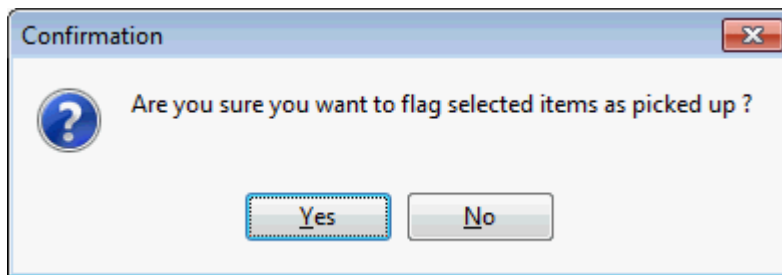 Confirmation
Are you sure you want to flag selected items as picked up ?
Yes No